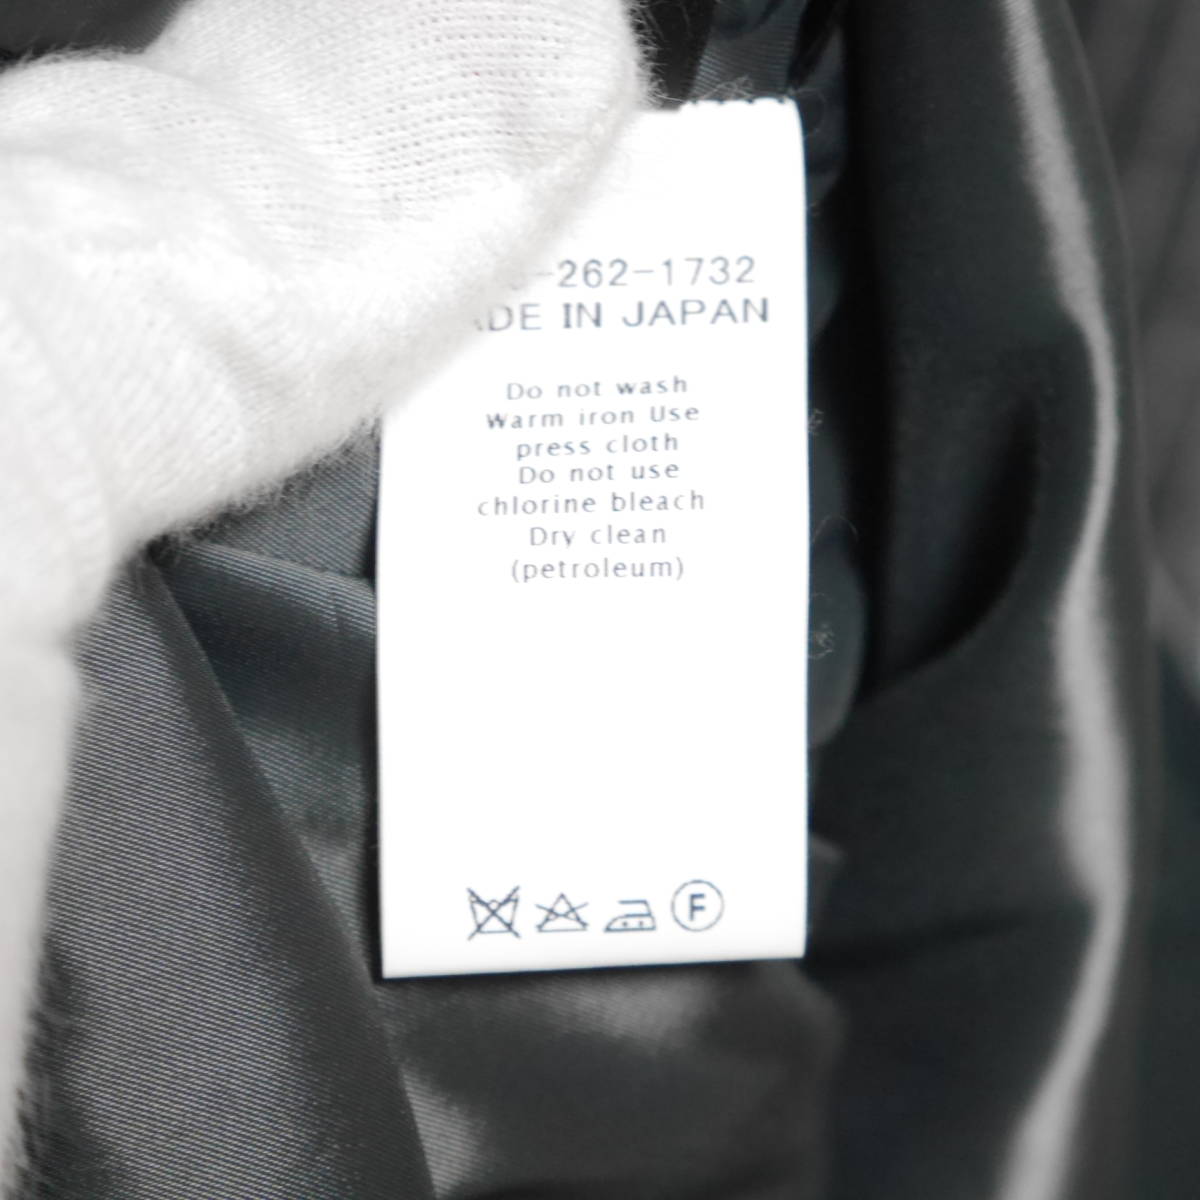 -262-1732
DE IN JAPAN
Do not wash
Warm iron Use
press cloth
Do not use
chlorine bleach
Dry clean
(petroleum)
F